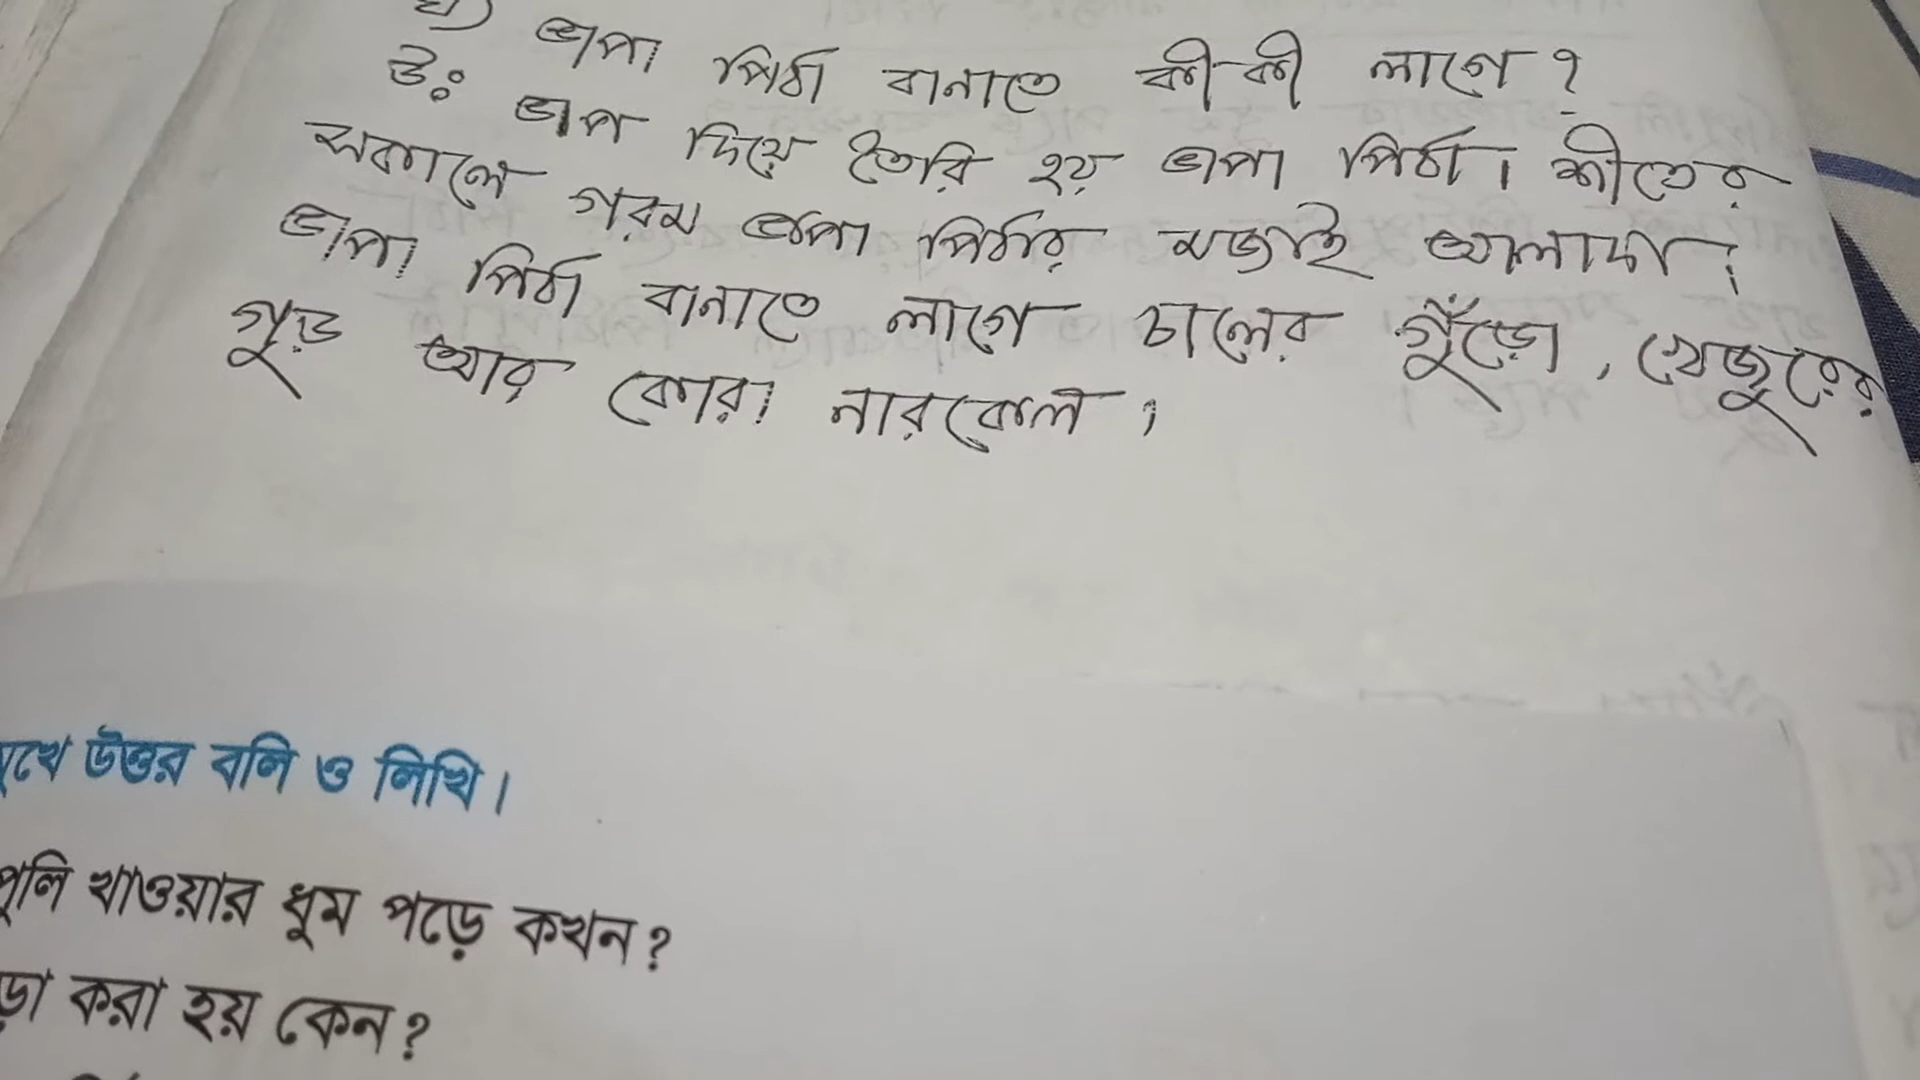 ঘ) ভাপা পিঠা বানাতে কী কী লাগে?
উঃ ভাপ দিয়ে তৈরি হয় ভাপা পিঠা। শীতের
সকালে গরম ভাপা পিঠার মজাই আলাদা।
ভাপা পিঠা বানাতে লাগে চালের গুঁড়ো, খেজুরের
গুড় আর কোরা নারকেল।
উত্তর বলি ও লিখি।
খাওয়ার ধুম পড়ে কখন?
করা হয় কেন?